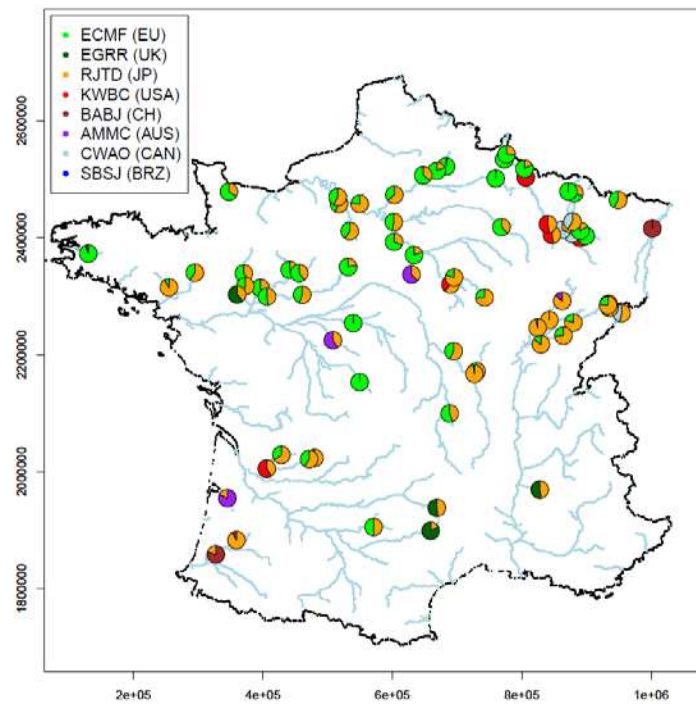 ECMF (EU)
EGRR (UK)
RJTD (JP)
KWBC (USA)
BABJ (CH)
AMMC (AUS)
CWAO (CAN)
SBSJ (BRZ)
2600000
2400000
2200000
2000000
1800000
2e+05 4e+05 6e+05 8e+05 1e+06